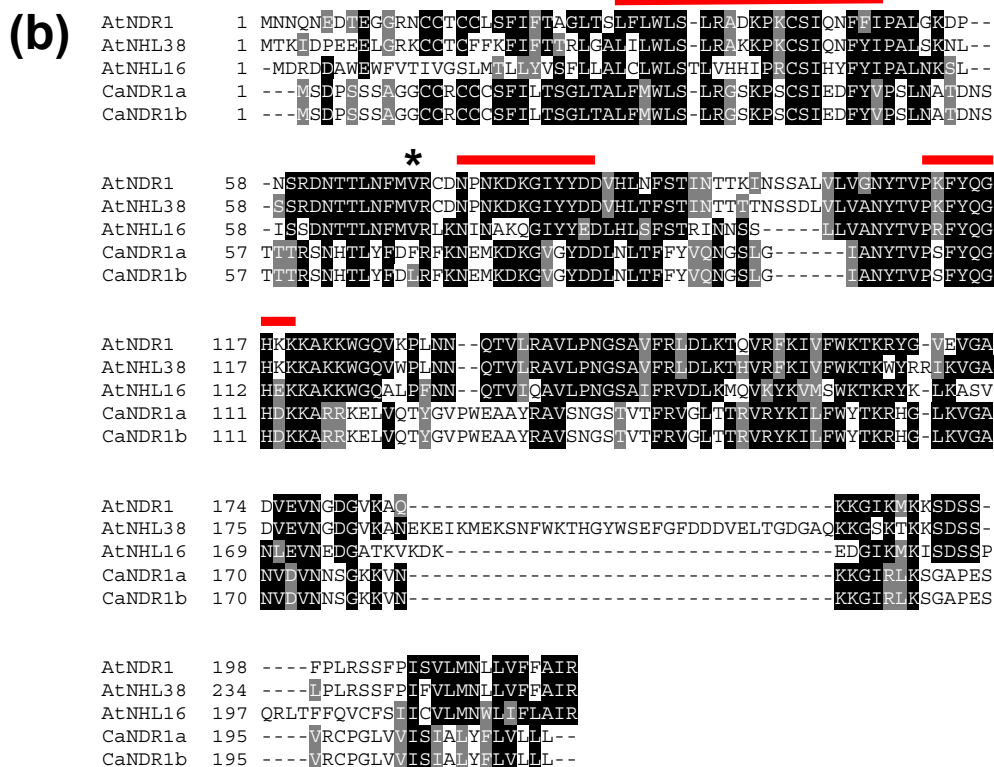 (b)
AtNDR1 1 MNNQNEDTEGGRNCCTCCLSFIFTAGLTSLFLWLS-LRADKPKCSIQNFFIPALGKDP--
AtNHL38 1 MTKIDPEEELGRKCCTCFFKFIFTTRLGALILWLS-LRAKKPKCSIQNFYIPALSKNL--
AtNHL16 1 -MDRDDAWEWFVTIVGSLMTLLYVSFLLALCLWLSTLVHHIPRCSIHYFYIPALNKSL--
CaNDR1a 1 ---MSDPSSSAGGCCRCCCSFILTSGLTALFMWLS-LRGSKPSCSIEDFYVPSLNATDNS
CaNDR1b 1 ---MSDPSSSAGGCCRCCCSFILTSGLTALFMWLS-LRGSKPSCSIEDFYVPSLNATDNS
*
AtNDR1 58 -NSRDNTTLNFMVRCDNPNKDKGIYYDDVHLNFSTINTTKINSSALVLVGNYTVPKFYQG
AtNHL38 58 -SSRDNTTLNFMVRCDNPNKDKGIYYDDVHLTFSTINTTTTNSSDLVLVANYTVPKFYQG
AtNHL16 58 -ISSDNTTLNFMVRLKNINAKQGIYYEDLHLSFSTRINNSS-----LLVANYTVPRFYQG
CaNDR1a 57 TTTRSNHTLYFDFRFKNEMKDKGVGYDDLNLTFFYVQNGSLG------IANYTVPSFYQG
CaNDR1b 57 TTTRSNHTLYFDLRFKNEMKDKGVGYDDLNLTFFYVQNGSLG------IANYTVPSFYQG
AtNDR1 117 HKKKAKKWGQVKPLNN--QTVLRAVLPNGSAVFRLDLKTQVRFKIVFWKTKRYG-VEVGA
AtNHL38 117 HKKKAKKWGQVWPLNN--QTVLRAVLPNGSAVFRLDLKTHVRFKIVFWKTKWYRRIKVGA
AtNHL16 112 HEKKAKKWGQALPFNN--QTVIQAVLPNGSAIFRVDLKMQVKYKVMSWKTKRYK-LKASV
CaNDR1a 111 HDKKARRKELVQTYGVPWEAAYRAVSNGSTVTFRVGLTTRVRYKILFWYTKRHG-LKVGA
CaNDR1b 111 HDKKARRKELVQTYGVPWEAAYRAVSNGSTVTFRVGLTTRVRYKILFWYTKRHG-LKVGA
AtNDR1 174 DVEVNGDGVKAQ-----------------------------------KKGIKMKKSDSS-
AtNHL38 175 DVEVNGDGVKANEKEIKMEKSNFWKTHGYWSEFGFDDDVELTGDGAQKKGSKTKKSDSS-
AtNHL16 169 NLEVNEDGATKVKDK--------------------------------EDGIKMKISDSSP
CaNDR1a 170 NVDVNNSGKKVN-----------------------------------KKGIRLKSGAPES
CaNDR1b 170 NVDVNNSGKKVN-----------------------------------KKGIRLKSGAPES
AtNDR1 198 ----FPLRSSFPISVLMNLLVFFAIR
AtNHL38 234 ----LPLRSSFPIFVLMNLLVFFAIR
AtNHL16 197 QRLTFFQVCFSIICVLMNWLIFLAIR
CaNDR1a 195 ----VRCPGLVVISIALYFLVLLL--
CaNDR1b 195 ----VRCPGLVVISIALYFLVLLL--